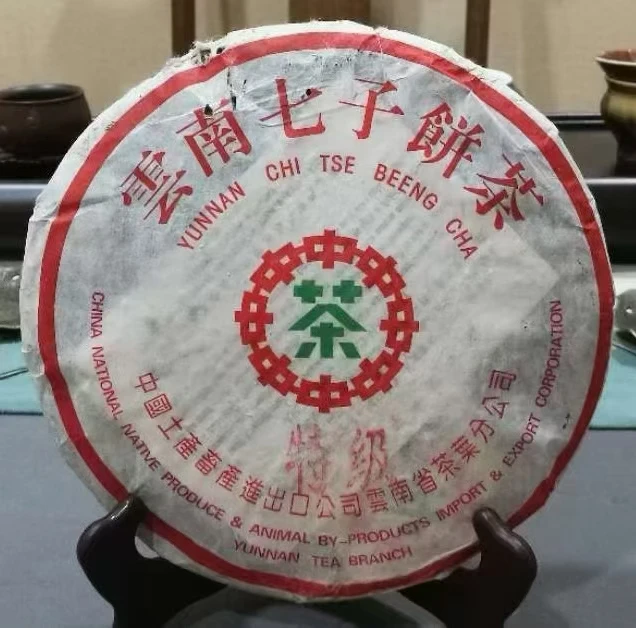 雲南七子餅茶
YUNNAN CHI TSE BEENG CHA
茶
特级
中國土產畜產進出口公司雲南省茶葉分公司
CHINA NATIONAL NATIVE PRODUCE & ANIMAL BY-PRODUCTS IMPORT & EXPORT CORPORATION
YUNNAN TEA BRANCH